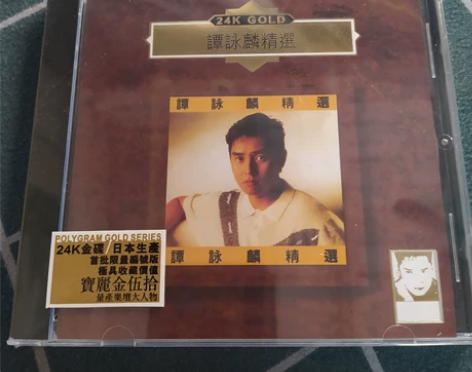 24K GOLD
譚詠麟精選
譚詠麟精選
譚詠麟精選
POLYGRAM GOLD SERIES
24K金碟/日本生產
首批限量編號版
極具收藏價值
寶麗金伍拾
量產樂壇大人物